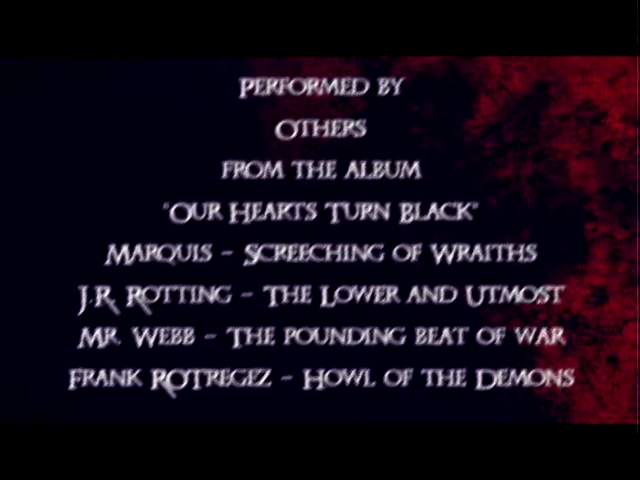 Performed by
Others
from the album
"Our Hearts Turn Black"
Marquis - Screeching of Wraiths
J.R. Rotting - The Lower and Utmost
Mr. Webb - The pounding beat of war
Frank ROTregez - Howl of the Demons